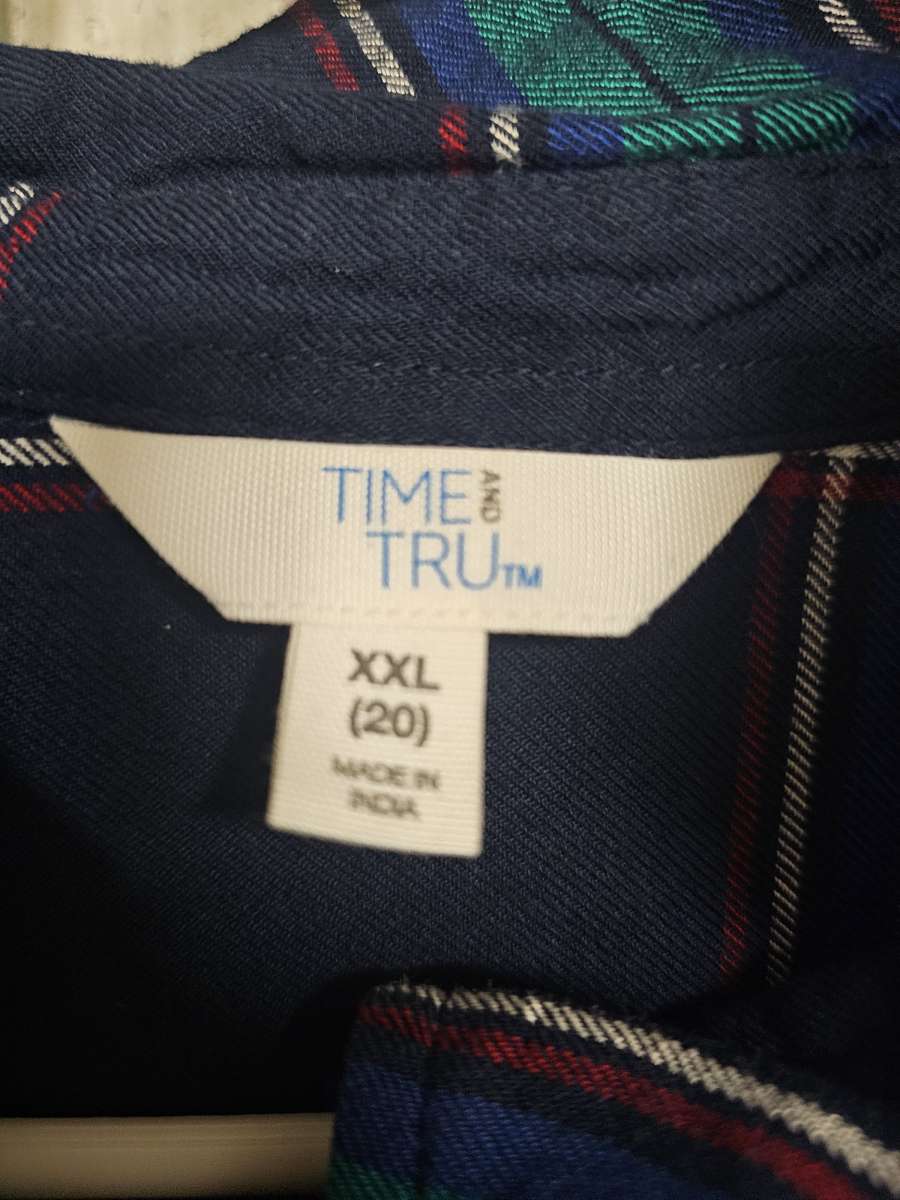 TIME AND
TRU™
XXL
(20)
MADE IN
INDIA